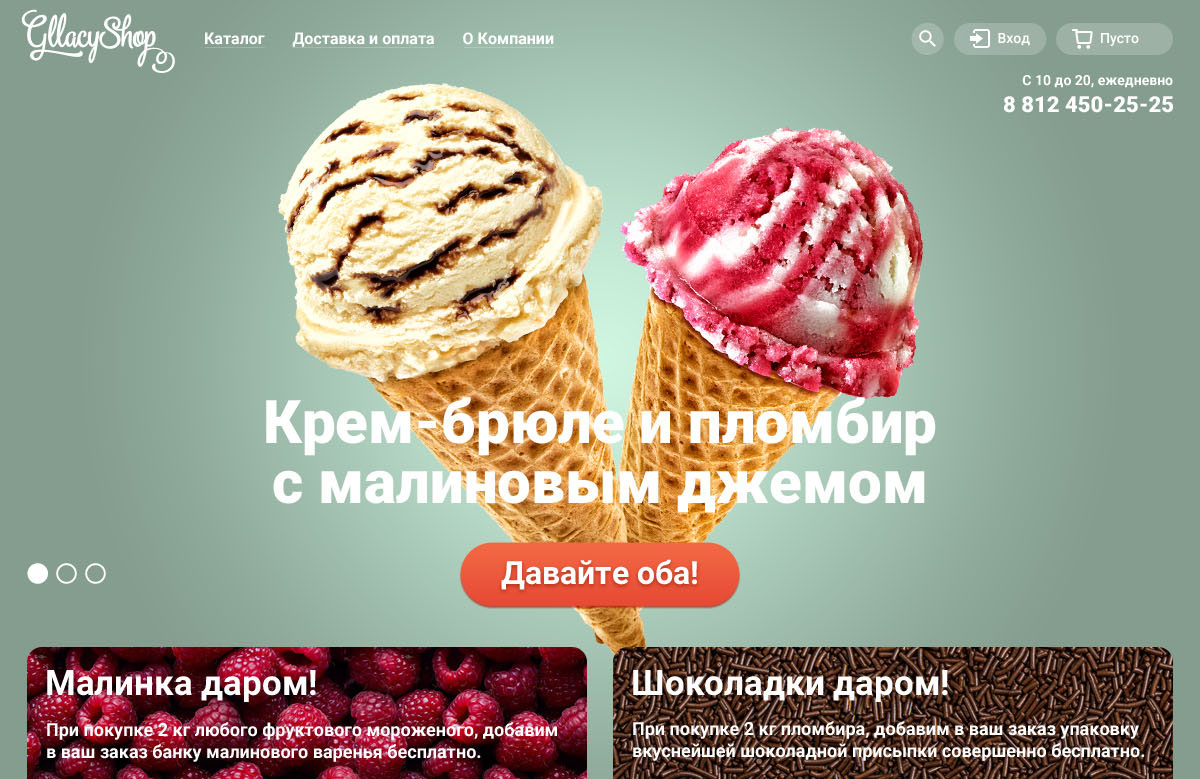 Gllacy Shop
Каталог Доставка и оплата О Компании
Вход Пусто
С 10 до 20, ежедневно
8 812 450-25-25
Крем-брюле и пломбир
с малиновым джемом
Давайте оба!
Малинка даром!
При покупке 2 кг любого фруктового мороженого, добавим
в ваш заказ банку малинового варенья бесплатно.
Шоколадки даром!
При покупке 2 кг пломбира, добавим в ваш заказ упаковку
вкуснейшей шоколадной присыпки совершенно бесплатно.